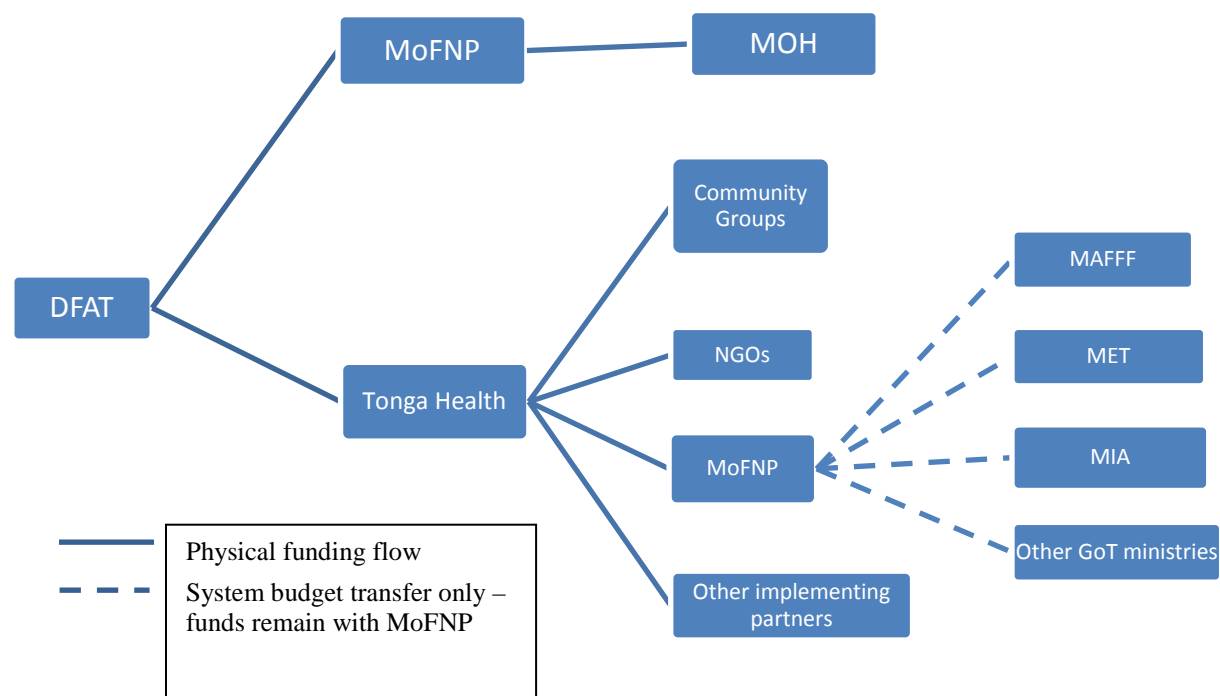 MoFNP
MOH
DFAT
Tonga Health
Community
Groups
NGOs
MoFNP
Other implementing
partners
MAFFF
MET
MIA
Other GoT ministries
Physical funding flow
System budget transfer only –
funds remain with MoFNP